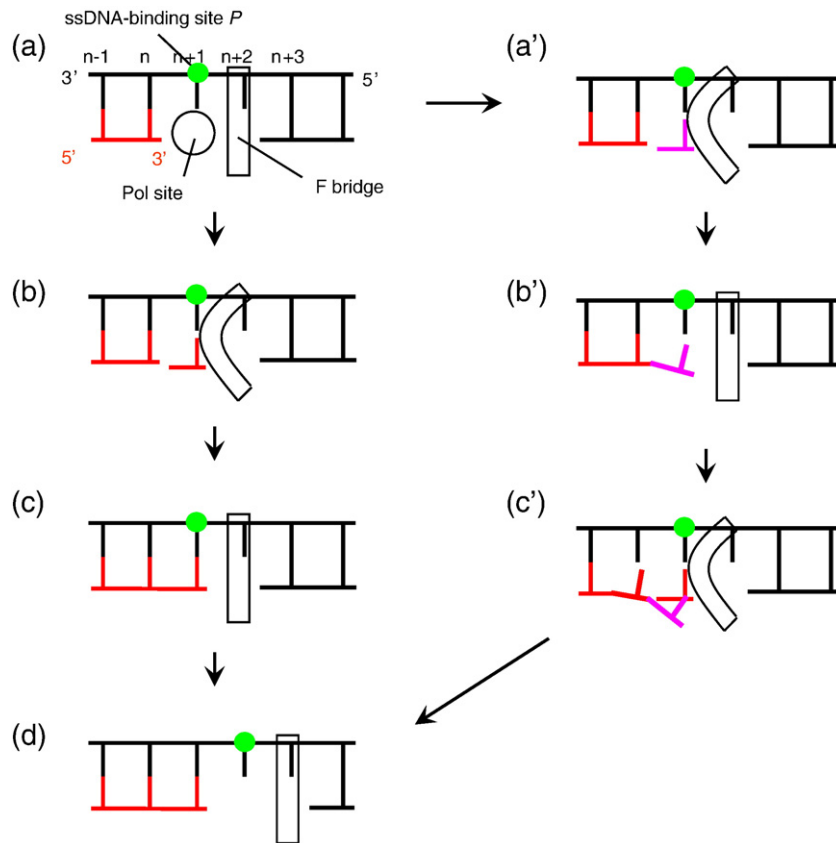 ssDNA-binding site P
(a)
n-1 n n+1 n+2 n+3
3' 5'
5' 3'
Pol site
F bridge
(a')
(b)
(b')
(c)
(c')
(d)